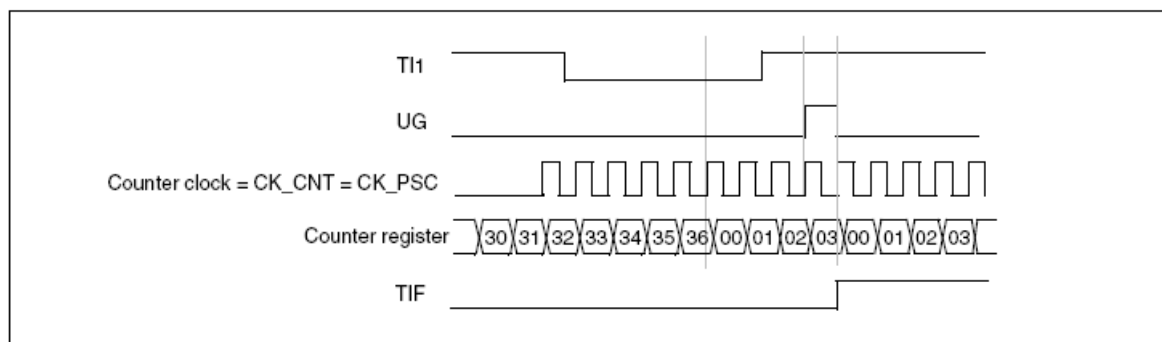 TI1
UG
Counter clock = CK_CNT = CK_PSC
Counter register 30 31 32 33 34 35 36 00 01 02 03 00 01 02 03
TIF